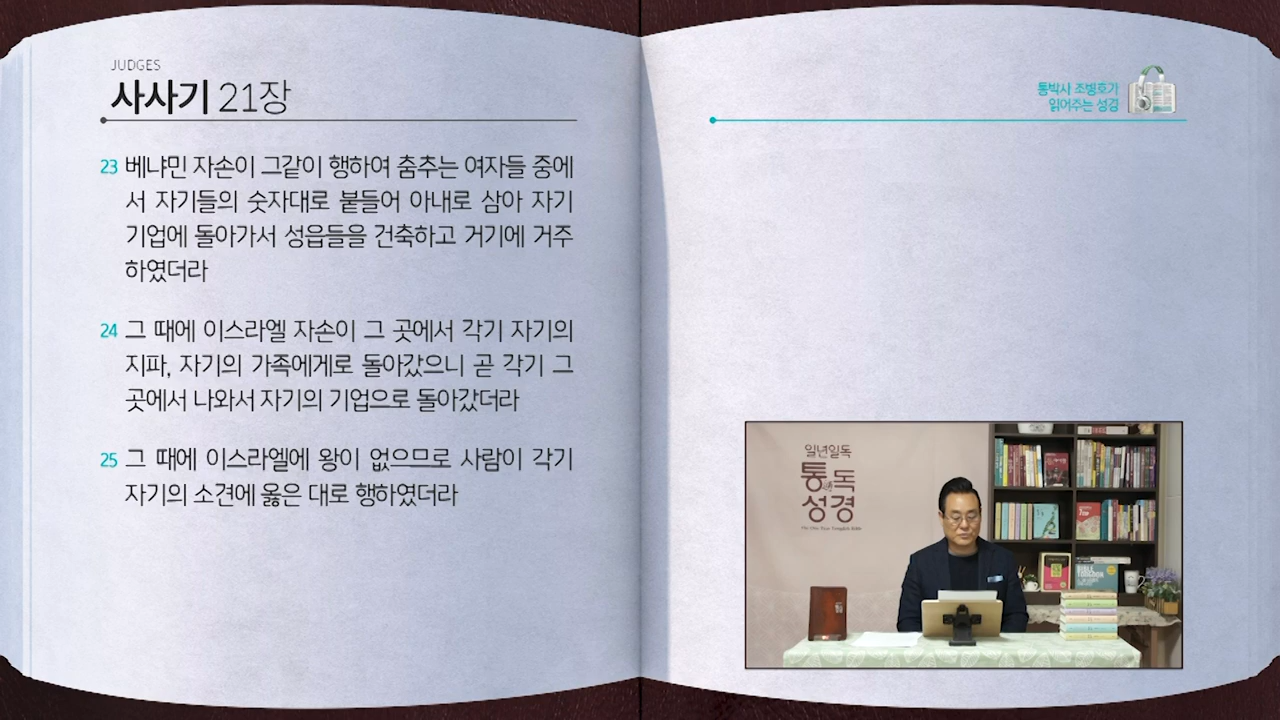 JUDGES
사사기 21장
23 베냐민 자손이 그같이 행하여 춤추는 여자들 중에
서 자기들의 숫자대로 붙들어 아내로 삼아 자기
기업에 돌아가서 성읍들을 건축하고 거기에 거주
하였더라
24 그 때에 이스라엘 자손이 그 곳에서 각기 자기의
지파, 자기의 가족에게로 돌아갔으니 곧 각기 그
곳에서 나와서 자기의 기업으로 돌아갔더라
25 그 때에 이스라엘에 왕이 없으므로 사람이 각기
자기의 소견에 옳은 대로 행하였더라
통박사 조병호가
읽어주는 성경
일년일독
통독
성경
BIBLE